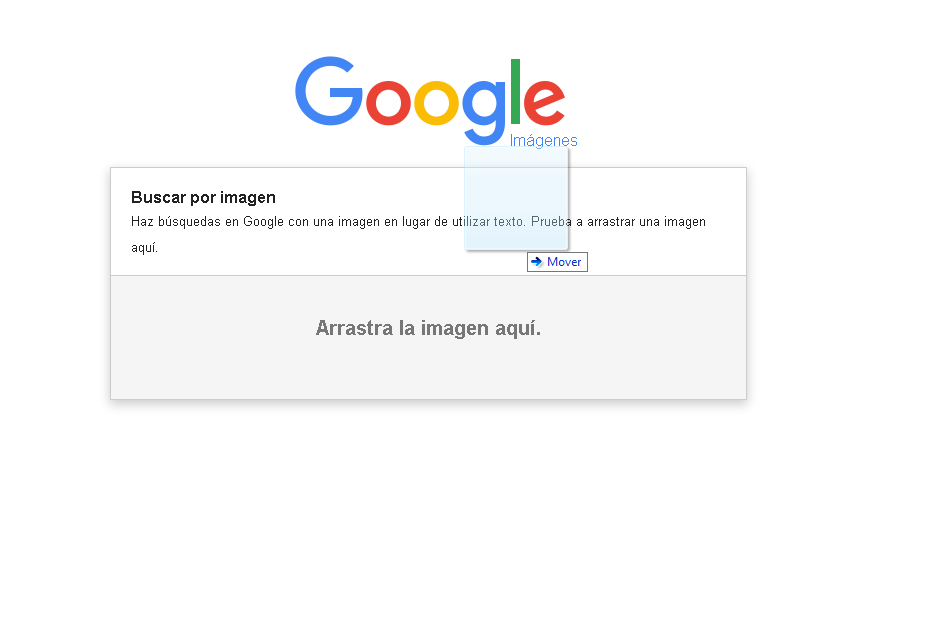 Google
Imágenes
Buscar por imagen
Haz búsquedas en Google con una imagen en lugar de utilizar texto. Prueba a arrastrar una imagen
aquí.
Mover
Arrastra la imagen aquí.